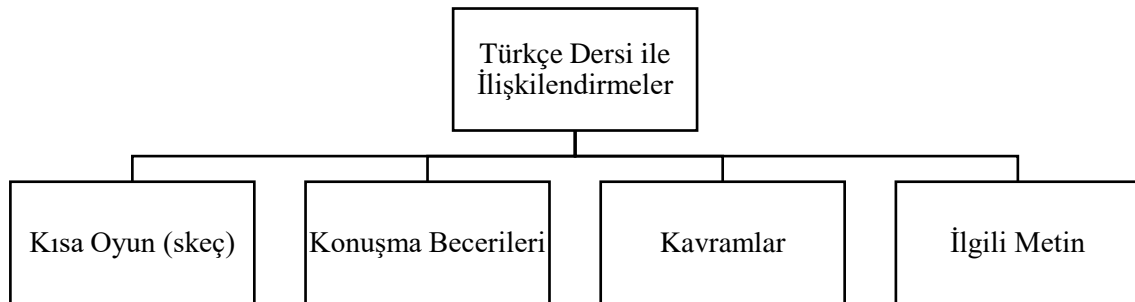 Türkçe Dersi ile
İlişkilendirmeler
Kısa Oyun (skeç)
Konuşma Becerileri
Kavramlar
İlgili Metin